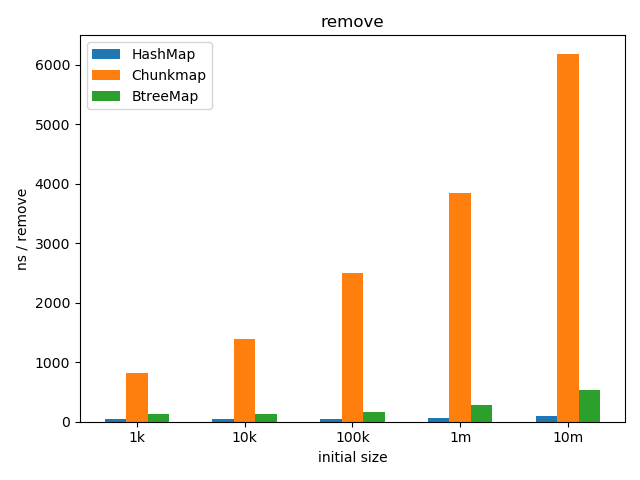 remove
HashMap
Chunkmap
BtreeMap
ns / remove
6000
5000
4000
3000
2000
1000
0
1k 10k 100k 1m 10m
initial size